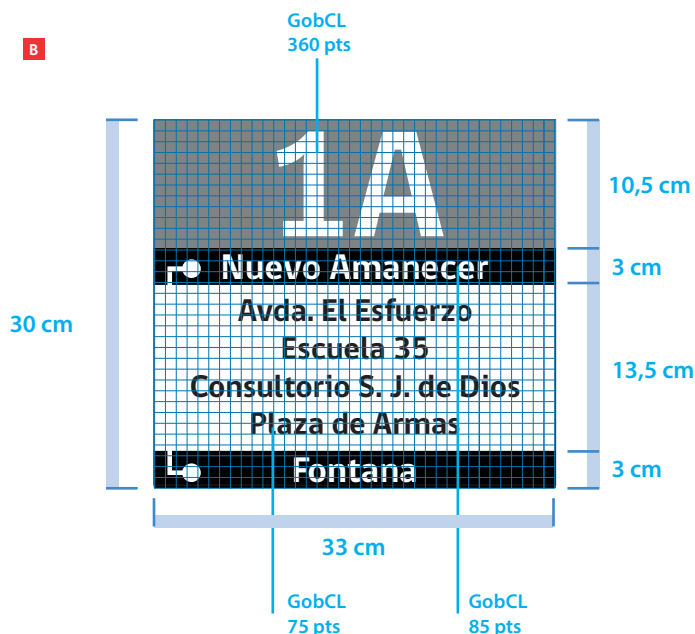 GobCL
360 pts
B
1A
10,5 cm
Nuevo Amanecer
3 cm
Avda. El Esfuerzo
30 cm
Escuela 35
13,5 cm
Consultorio S. J. de Dios
Plaza de Armas
Fontana
3 cm
33 cm
GobCL
75 pts
GobCL
85 pts